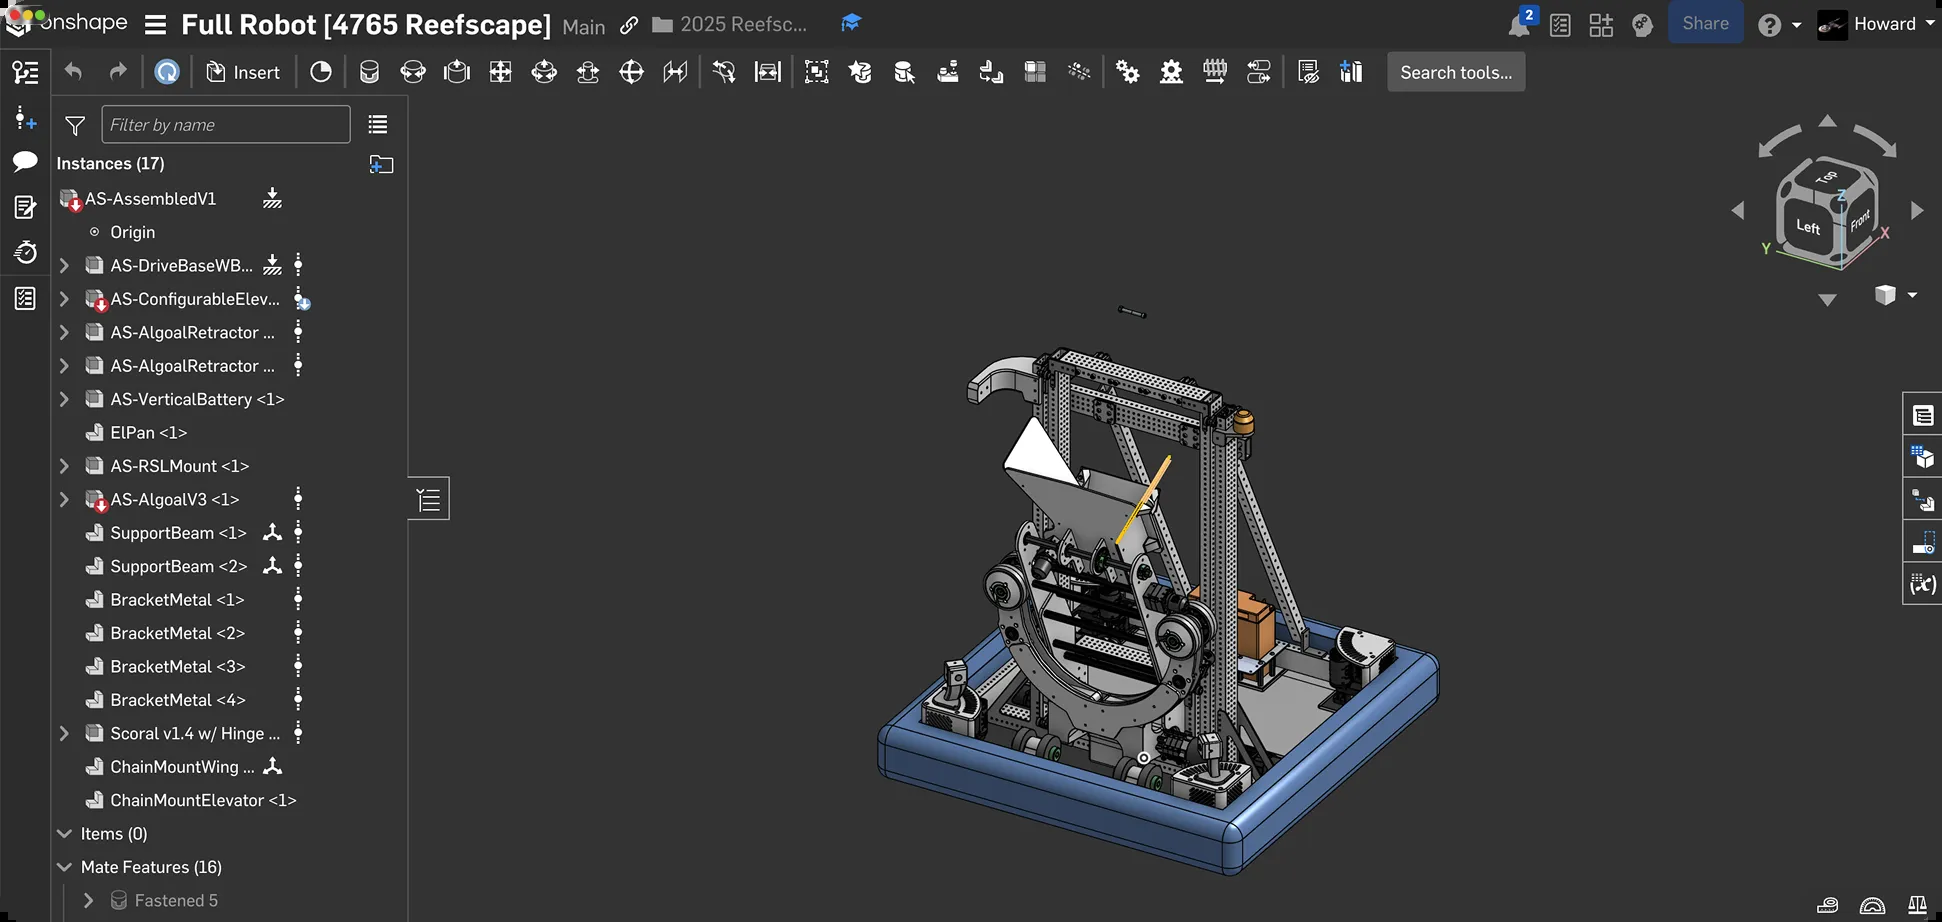 onshape
Full Robot [4765 Reefscape] Main 2025 Reefsc...
2
Share
Howard
Insert
Search tools...
Filter by name
Instances (17)
AS-AssembledV1
Origin
AS-DriveBaseWB...
AS-ConfigurableElev...
AS-AlgoalRetractor ...
AS-AlgoalRetractor ...
AS-VerticalBattery <1>
ElPan <1>
AS-RSLMount <1>
AS-AlgoalV3 <1>
SupportBeam <1>
SupportBeam <2>
BracketMetal <1>
BracketMetal <2>
BracketMetal <3>
BracketMetal <4>
Scoral v1.4 w/ Hinge ...
ChainMountWing ...
ChainMountElevator <1>
Items (0)
Mate Features (16)
Fastened 5
Top
Z
Left
Front
X
Y
(x)